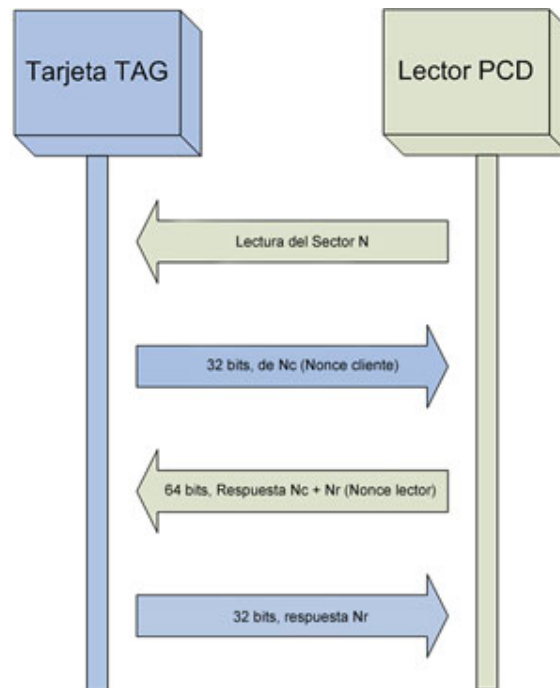 Tarjeta TAG
Lector PCD
Lectura del Sector N
32 bits, de Nc (Nonce cliente)
64 bits, Respuesta Nc + Nr (Nonce lector)
32 bits, respuesta Nr